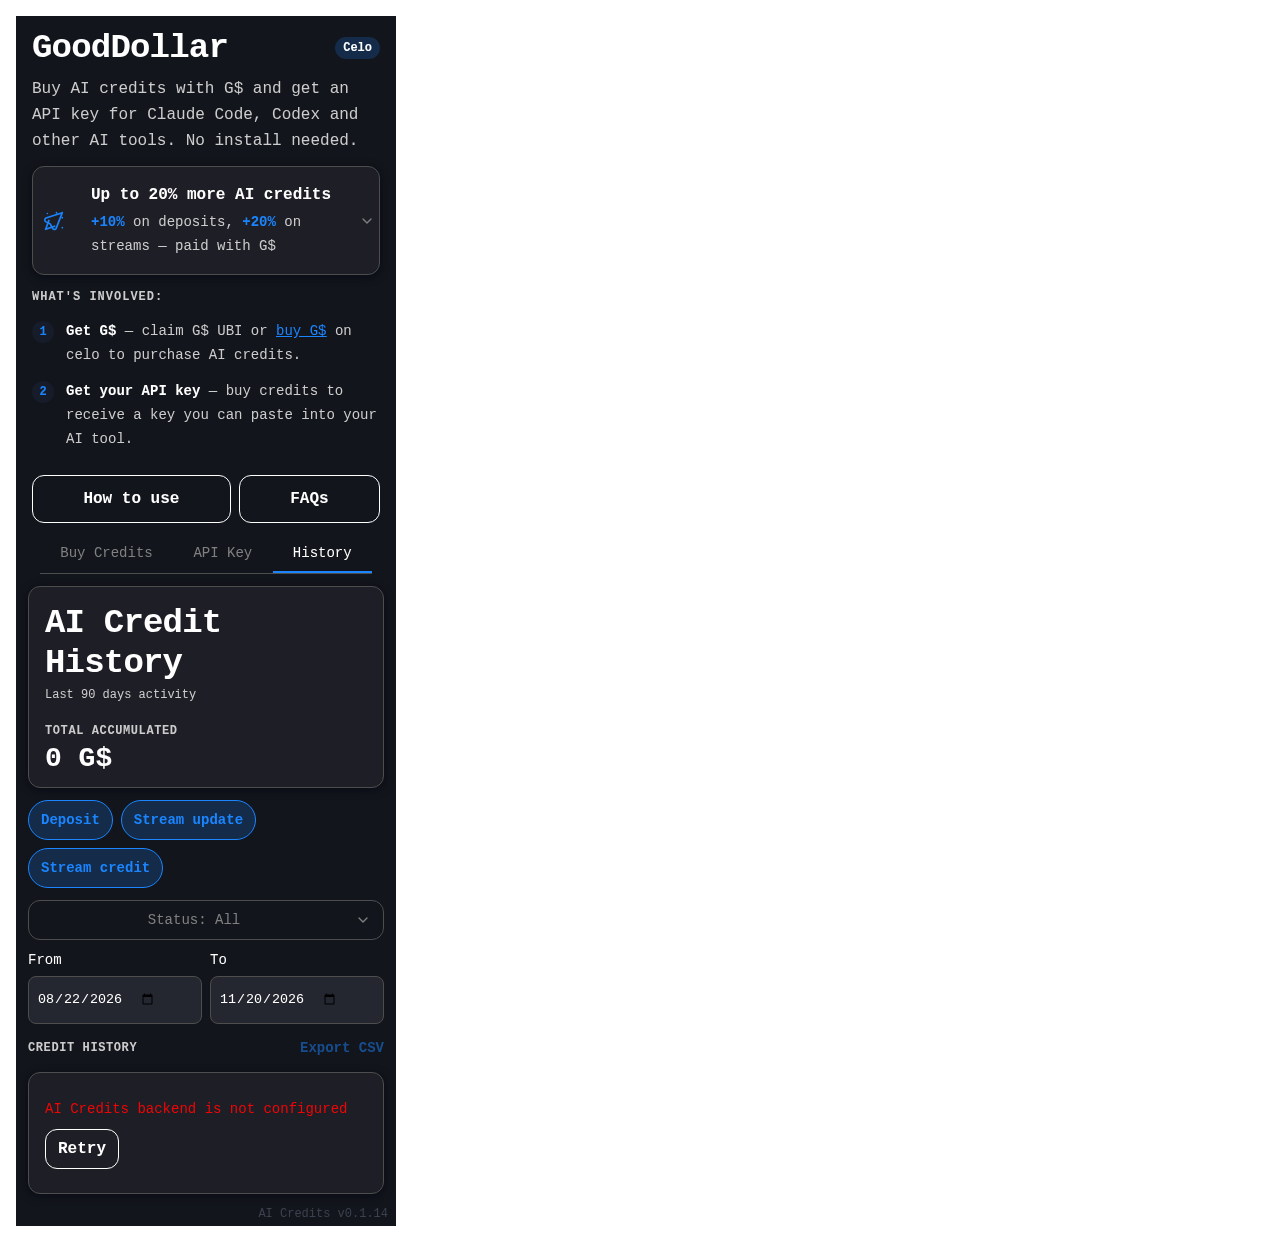 GoodDollar
Celo
Buy AI credits with G$ and get an
API key for Claude Code, Codex and
other AI tools. No install needed.
Up to 20% more AI credits
+10% on deposits, +20% on
streams — paid with G$
WHAT'S INVOLVED:
1 Get G$ — claim G$ UBI or buy G$ on
celo to purchase AI credits.
2 Get your API key — buy credits to
receive a key you can paste into your
AI tool.
How to use FAQs
Buy Credits API Key History
AI Credit
History
Last 90 days activity
TOTAL ACCUMULATED
0 G$
Deposit Stream update
Stream credit
Status: All
From To
08/22/2026 11/20/2026
CREDIT HISTORY Export CSV
AI Credits backend is not configured
Retry
AI Credits v0.1.14